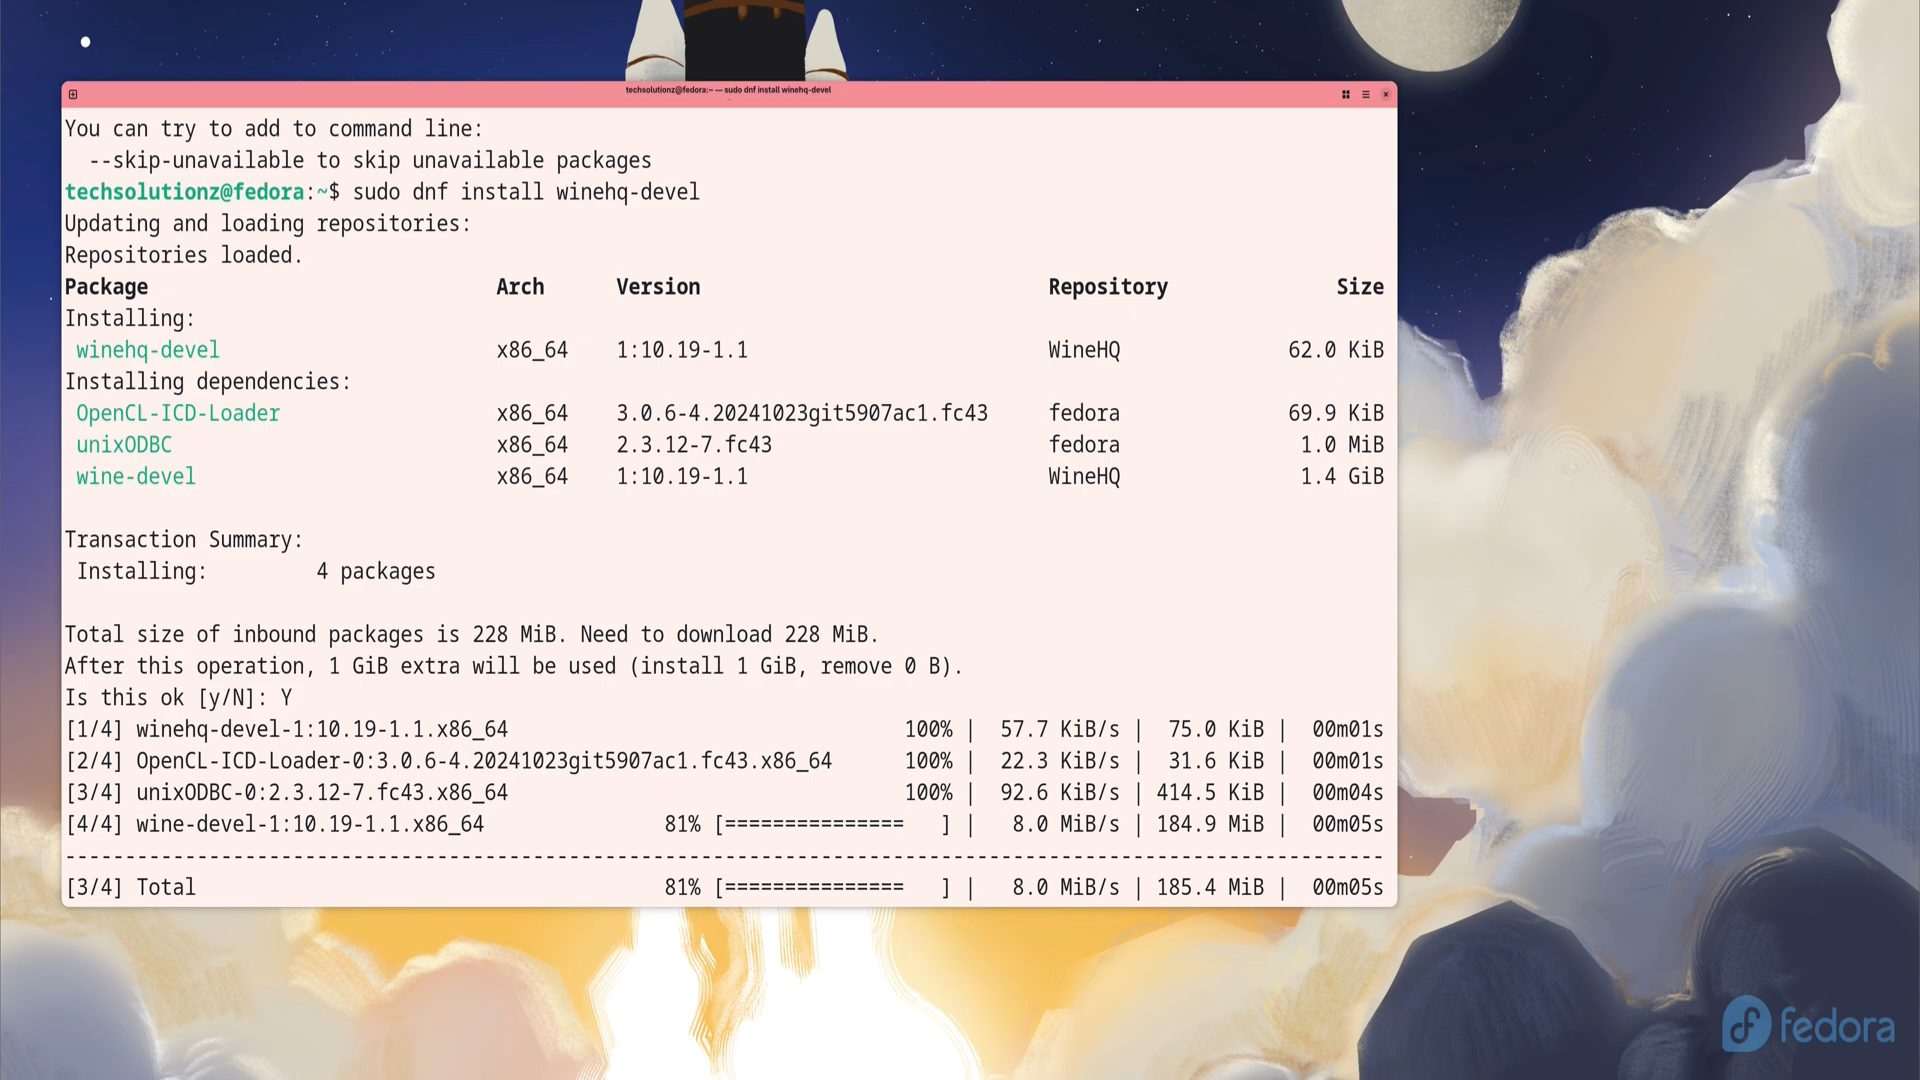 techsolutionz@fedora:~ — sudo dnf install winehq-devel
You can try to add to command line:
  --skip-unavailable to skip unavailable packages
techsolutionz@fedora:~$ sudo dnf install winehq-devel
Updating and loading repositories:
Repositories loaded.
Package Arch Version Repository Size
Installing:
 winehq-devel x86_64 1:10.19-1.1 WineHQ 62.0 KiB
Installing dependencies:
 OpenCL-ICD-Loader x86_64 3.0.6-4.20241023git5907ac1.fc43 fedora 69.9 KiB
 unixODBC x86_64 2.3.12-7.fc43 fedora 1.0 MiB
 wine-devel x86_64 1:10.19-1.1 WineHQ 1.4 GiB
Transaction Summary:
 Installing: 4 packages
Total size of inbound packages is 228 MiB. Need to download 228 MiB.
After this operation, 1 GiB extra will be used (install 1 GiB, remove 0 B).
Is this ok [y/N]: Y
[1/4] winehq-devel-1:10.19-1.1.x86_64 100% | 57.7 KiB/s | 75.0 KiB | 00m01s
[2/4] OpenCL-ICD-Loader-0:3.0.6-4.20241023git5907ac1.fc43.x86_64 100% | 22.3 KiB/s | 31.6 KiB | 00m01s
[3/4] unixODBC-0:2.3.12-7.fc43.x86_64 100% | 92.6 KiB/s | 414.5 KiB | 00m04s
[4/4] wine-devel-1:10.19-1.1.x86_64 81% [=============== ] | 8.0 MiB/s | 184.9 MiB | 00m05s
--------------------------------------------------------------------------------------------------------------
[3/4] Total 81% [=============== ] | 8.0 MiB/s | 185.4 MiB | 00m05s
fedora